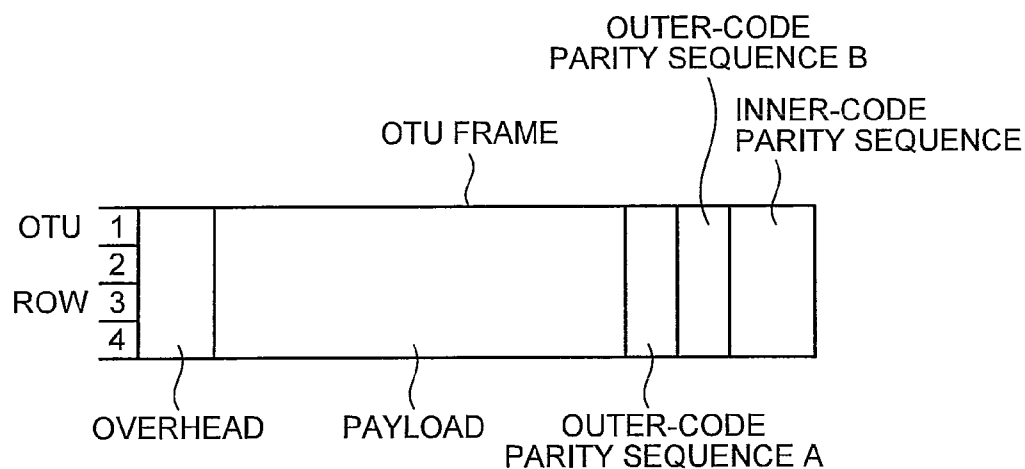 OUTER-CODE
PARITY SEQUENCE B
INNER-CODE
PARITY SEQUENCE
OTU FRAME
OTU 1
2
ROW 3
4
OVERHEAD
PAYLOAD
OUTER-CODE
PARITY SEQUENCE A